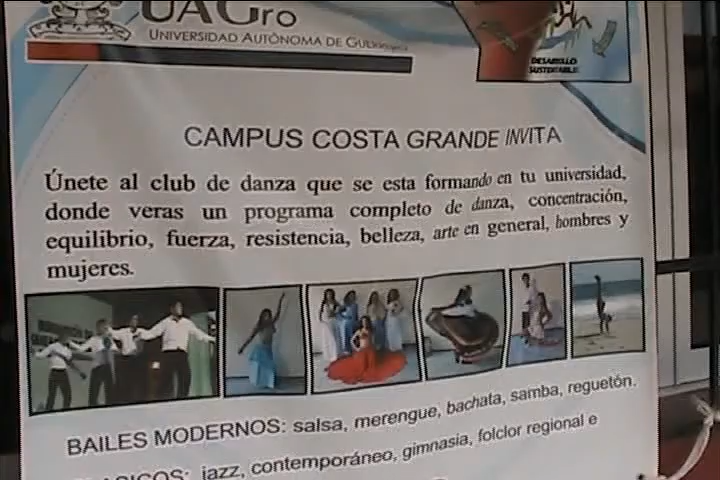 UAGro
UNIVERSIDAD AUTÓNOMA DE
DESARROLLO
SUSTENTABLE
CAMPUS COSTA GRANDE INVITA
Únete al club de danza que se esta formando en tu universidad,
donde veras un programa completo de danza, concentración,
equilibrio, fuerza, resistencia, belleza, arte en general, hombres y
mujeres.
BAILES MODERNOS: salsa, merengue, bachata, samba, reguetón.
jazz, contemporáneo, gimnasia, folclor regional e